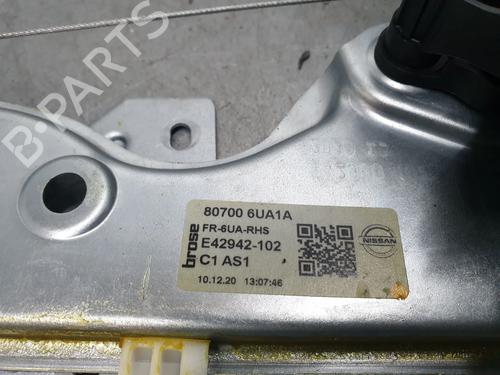 B-PARTS
80700 6UA1A
FR-6UA-RHS
brose
E42942-102
C1 AS1
10.12.20 13:07:46
NISSAN